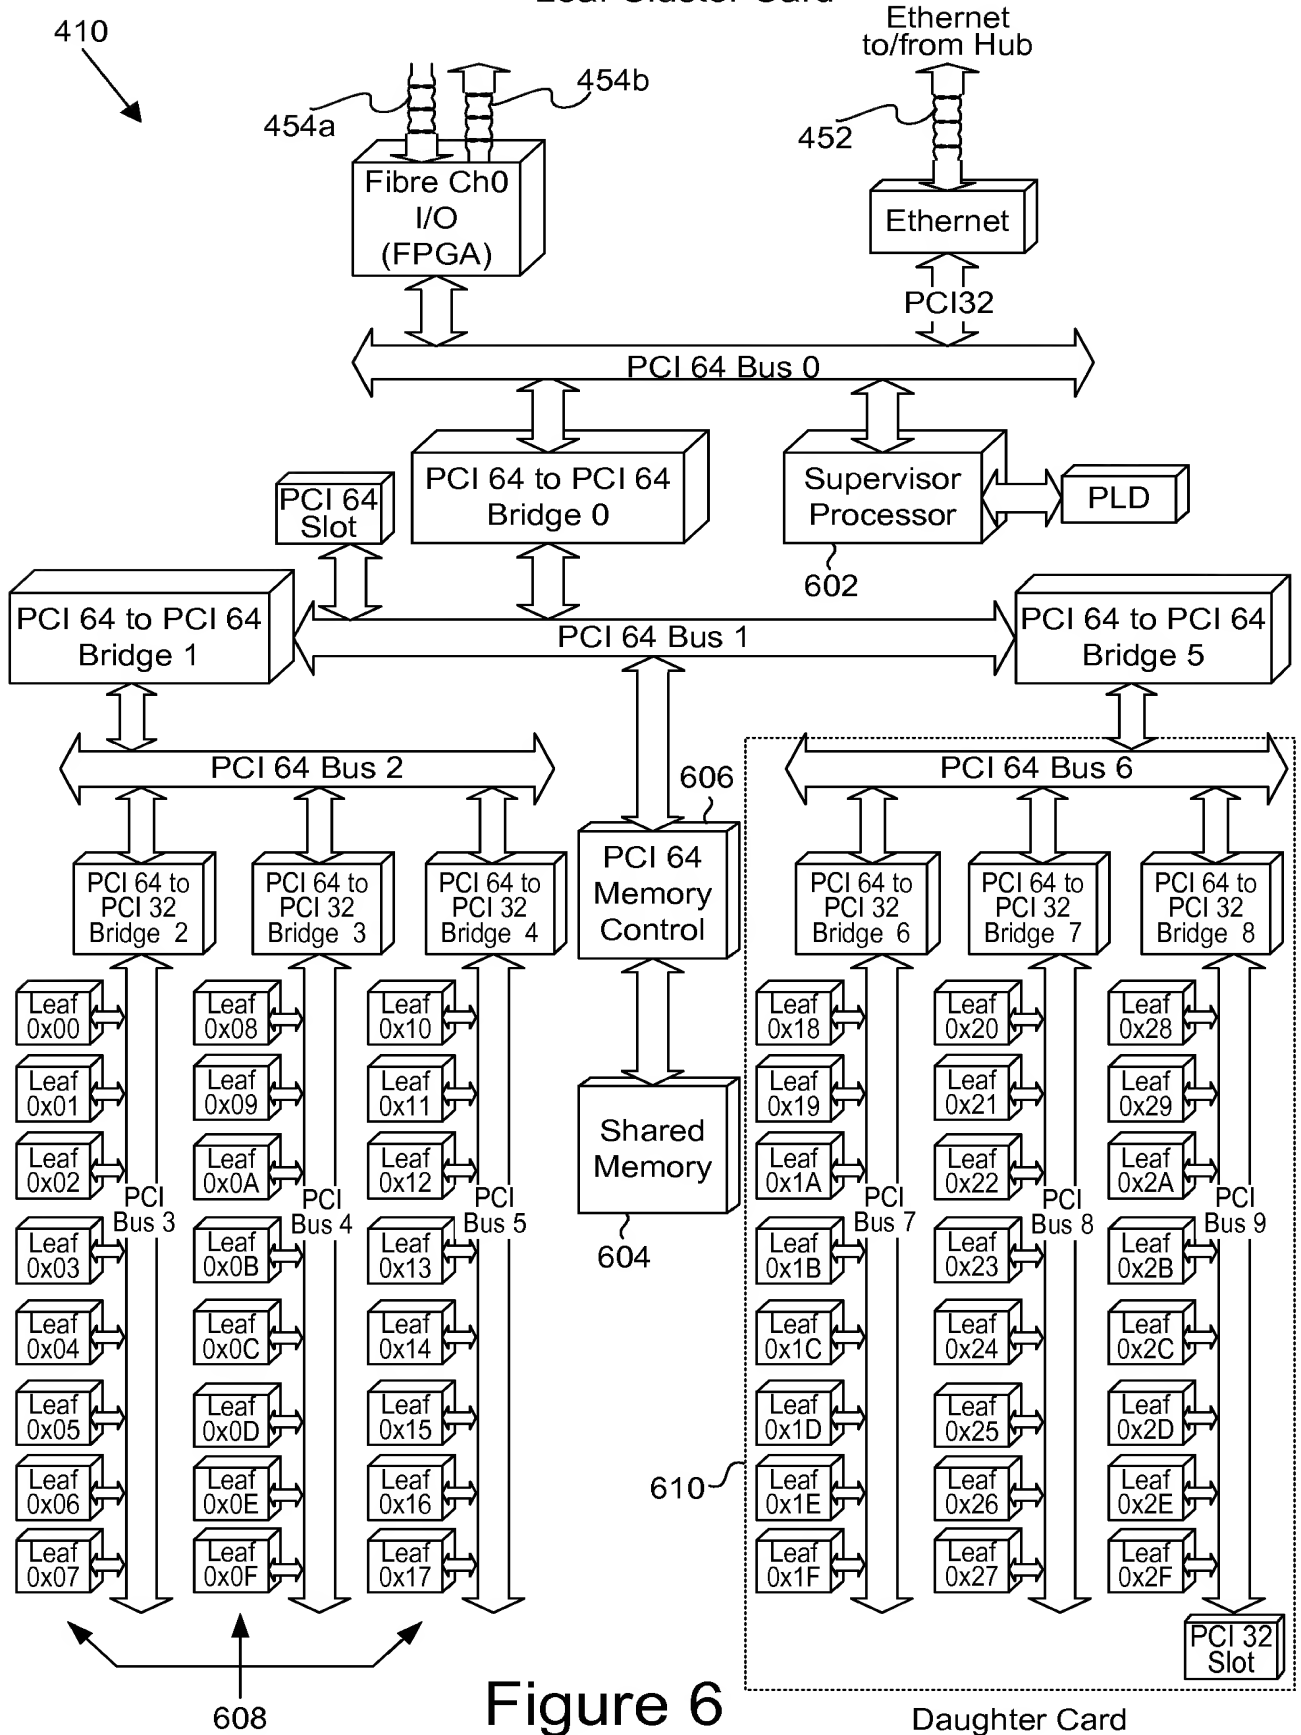 Leaf Cluster Card
410
Ethernet
to/from Hub
454a
454b
452
Fibre Ch0
I/O
(FPGA)
Ethernet
PCI32
PCI 64 Bus 0
PCI 64 to PCI 64
Bridge 0
Supervisor
Processor
PLD
PCI 64
Slot
602
PCI 64 to PCI 64
Bridge 1
PCI 64 Bus 1
PCI 64 to PCI 64
Bridge 5
PCI 64 Bus 2
606
PCI 64 Bus 6
PCI 64 to
PCI 32
Bridge 2
PCI 64 to
PCI 32
Bridge 3
PCI 64 to
PCI 32
Bridge 4
PCI 64
Memory
Control
PCI 64 to
PCI 32
Bridge 6
PCI 64 to
PCI 32
Bridge 7
PCI 64 to
PCI 32
Bridge 8
Leaf
0x00
Leaf
0x01
Leaf
0x02
Leaf
0x03
Leaf
0x04
Leaf
0x05
Leaf
0x06
Leaf
0x07
PCI
Bus 3
Leaf
0x08
Leaf
0x09
Leaf
0x0A
Leaf
0x0B
Leaf
0x0C
Leaf
0x0D
Leaf
0x0E
Leaf
0x0F
PCI
Bus 4
Leaf
0x10
Leaf
0x11
Leaf
0x12
Leaf
0x13
Leaf
0x14
Leaf
0x15
Leaf
0x16
Leaf
0x17
PCI
Bus 5
Shared
Memory
604
610
Leaf
0x18
Leaf
0x19
Leaf
0x1A
Leaf
0x1B
Leaf
0x1C
Leaf
0x1D
Leaf
0x1E
Leaf
0x1F
PCI
Bus 7
Leaf
0x20
Leaf
0x21
Leaf
0x22
Leaf
0x23
Leaf
0x24
Leaf
0x25
Leaf
0x26
Leaf
0x27
PCI
Bus 8
Leaf
0x28
Leaf
0x29
Leaf
0x2A
Leaf
0x2B
Leaf
0x2C
Leaf
0x2D
Leaf
0x2E
Leaf
0x2F
PCI
Bus 9
PCI 32
Slot
608
Figure 6
Daughter Card